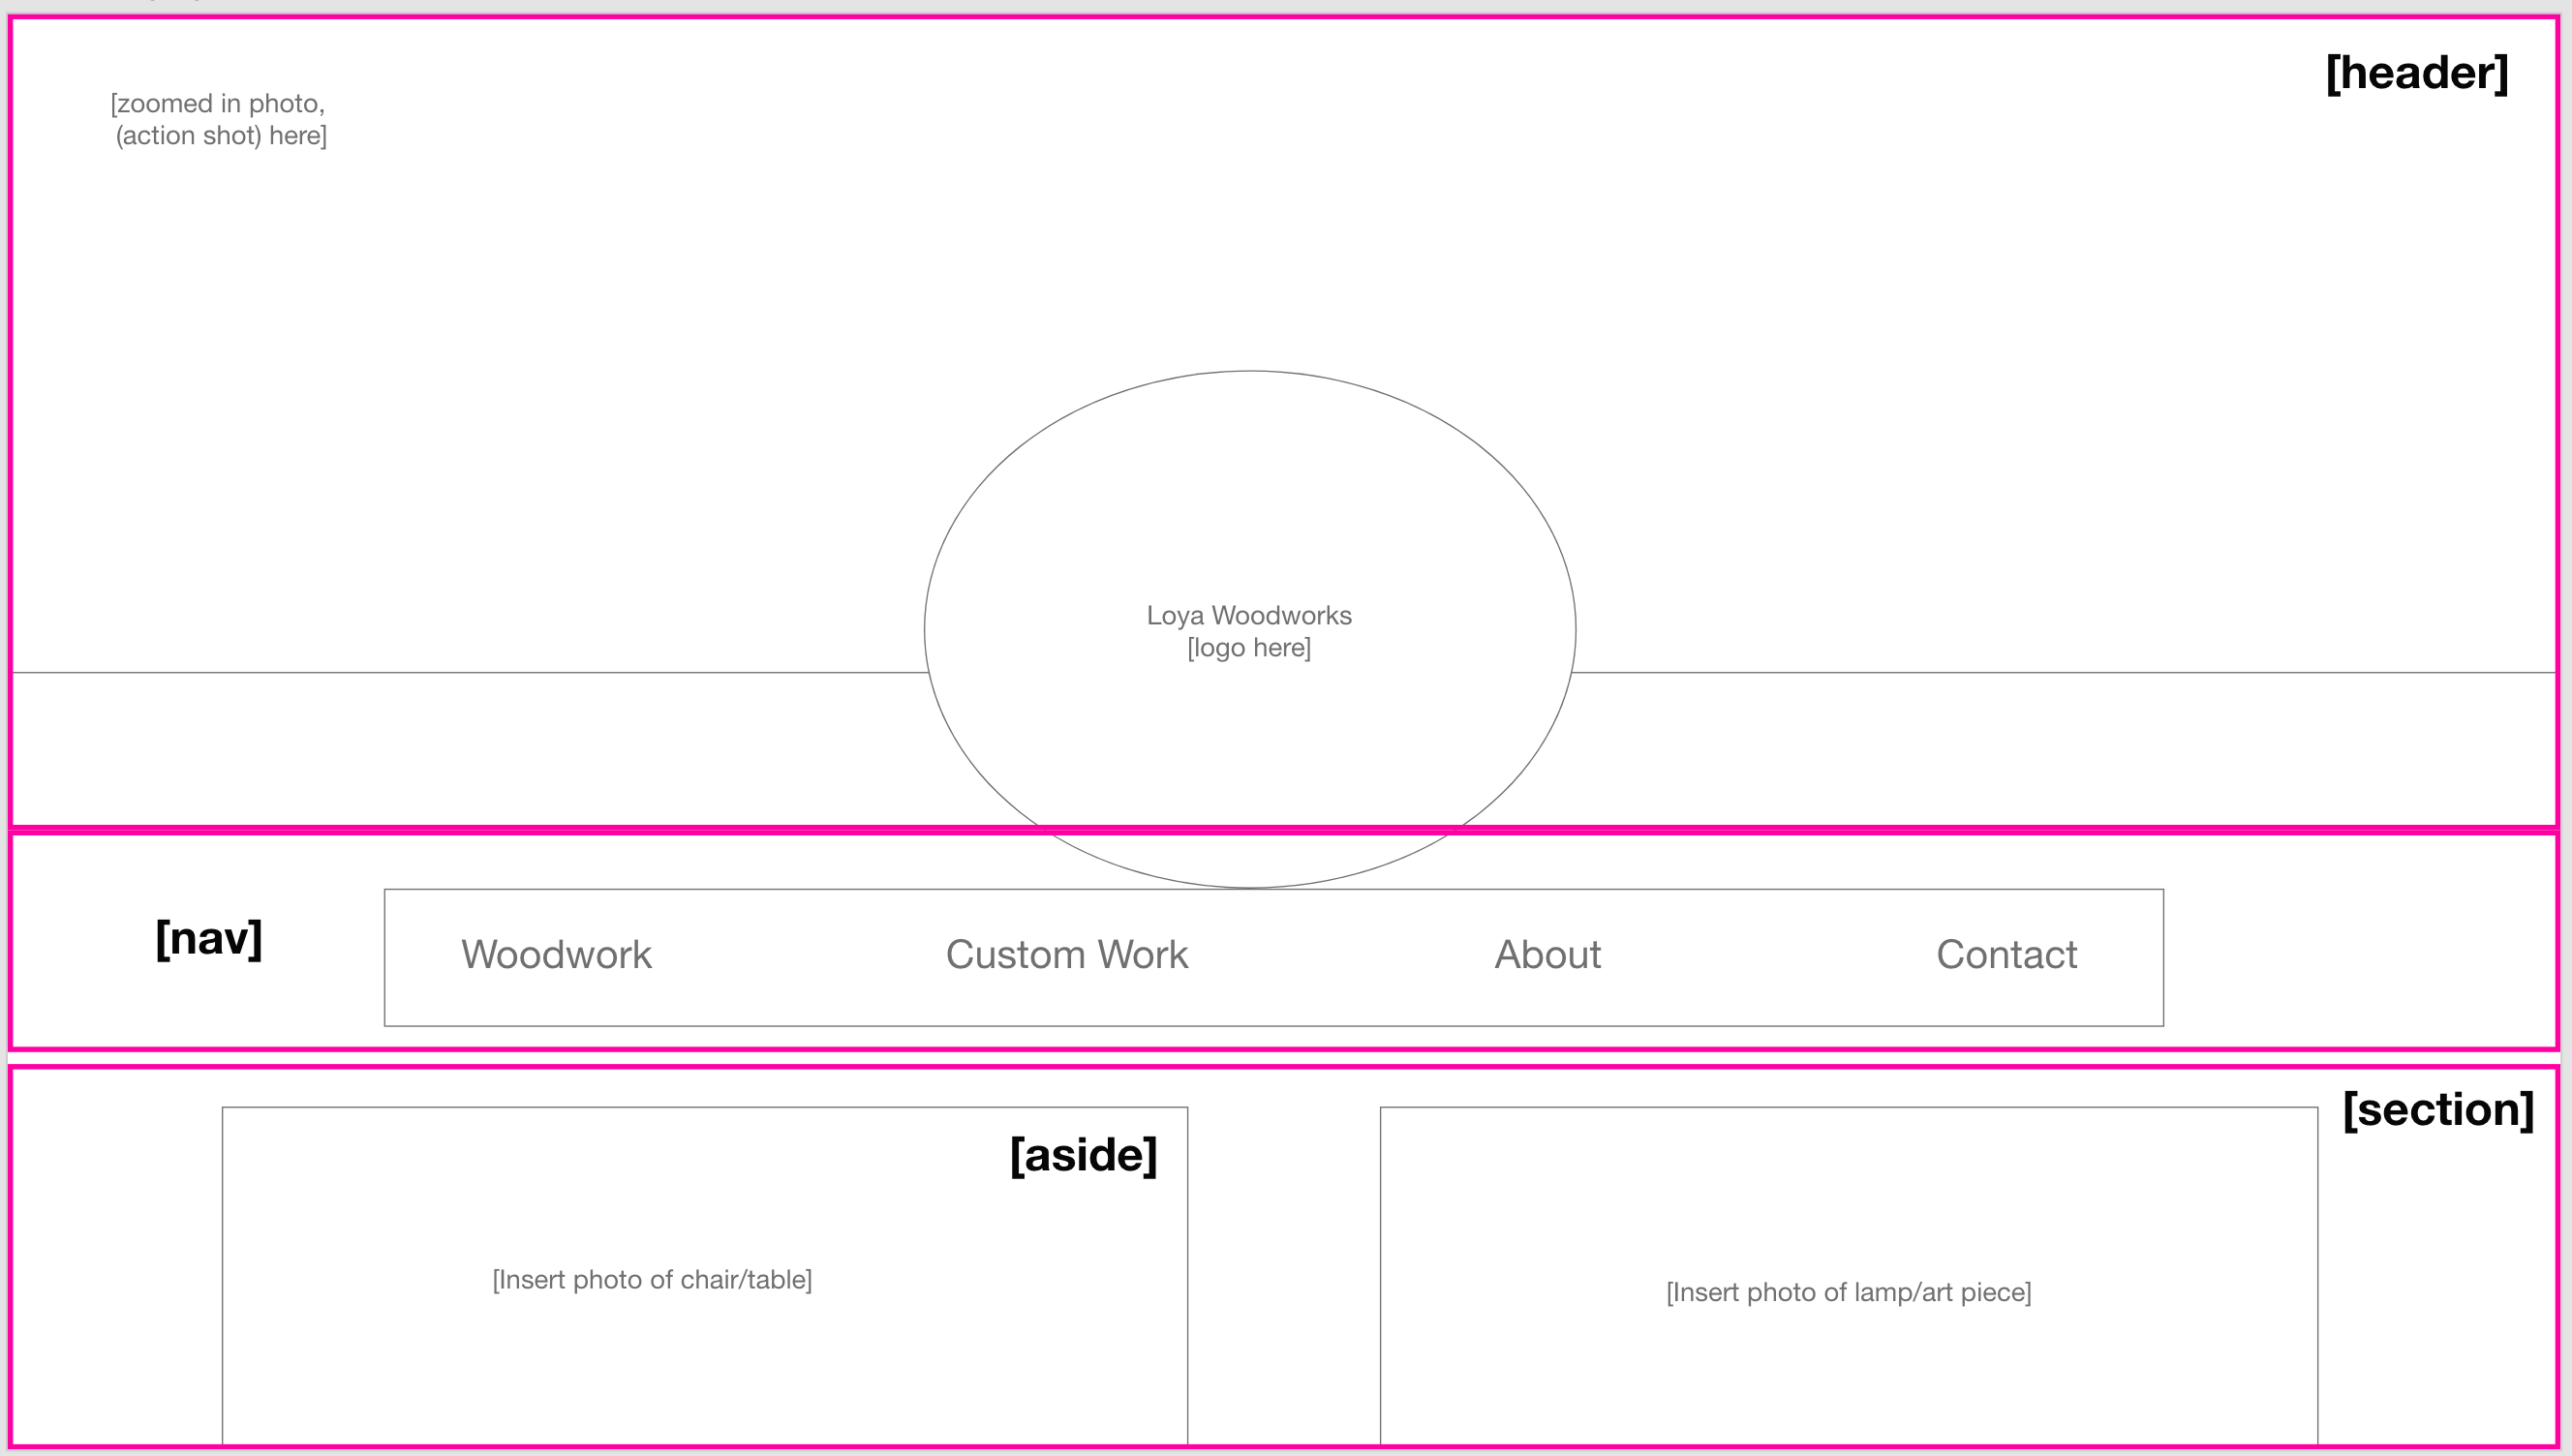 [header]
[zoomed in photo,
(action shot) here]
Loya Woodworks
[logo here]
[nav]
Woodwork
Custom Work
About
Contact
[section]
[aside]
[Insert photo of chair/table]
[Insert photo of lamp/art piece]